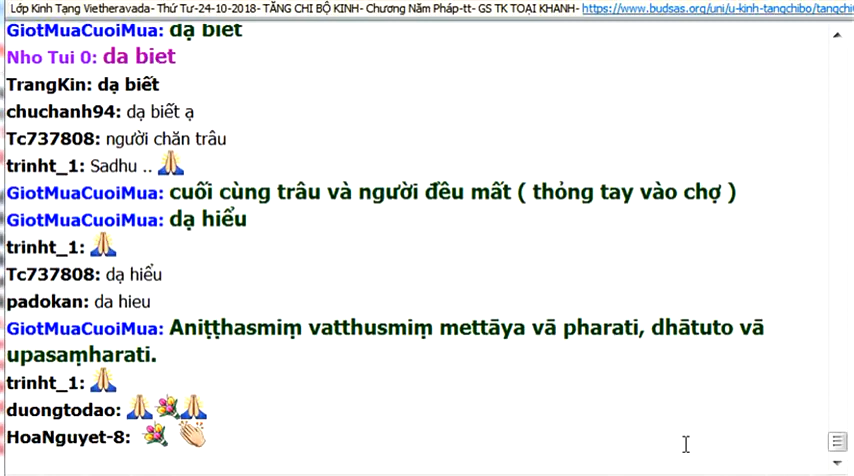 Lớp Kinh Tạng Vietheravada- Thứ Tư-24-10-2018- TĂNG CHI BỘ KINH- Chương Năm Pháp-tt- GS TK TOẠI KHANH- https://www.budsas.org/uni/u-kinh-tangchibo/tangchi
GiotMuaCuoiMua: dạ biết
Nho Tui 0: da biet
TrangKin: dạ biết
chuchanh94: dạ biết ạ
Tc737808: người chăn trâu
trinht_1: Sadhu .. 🙏
GiotMuaCuoiMua: cuối cùng trâu và người đều mất ( thỏng tay vào chợ )
GiotMuaCuoiMua: dạ hiểu
trinht_1: 🙏
Tc737808: dạ hiểu
padokan: da hieu
GiotMuaCuoiMua: Aniṭṭhasmiṃ vatthusmiṃ mettāya vā pharati, dhātuto vā
upasaṃharati.
trinht_1: 🙏
duongtodao: 🙏💐🙏
HoaNguyet-8: 💐 👏